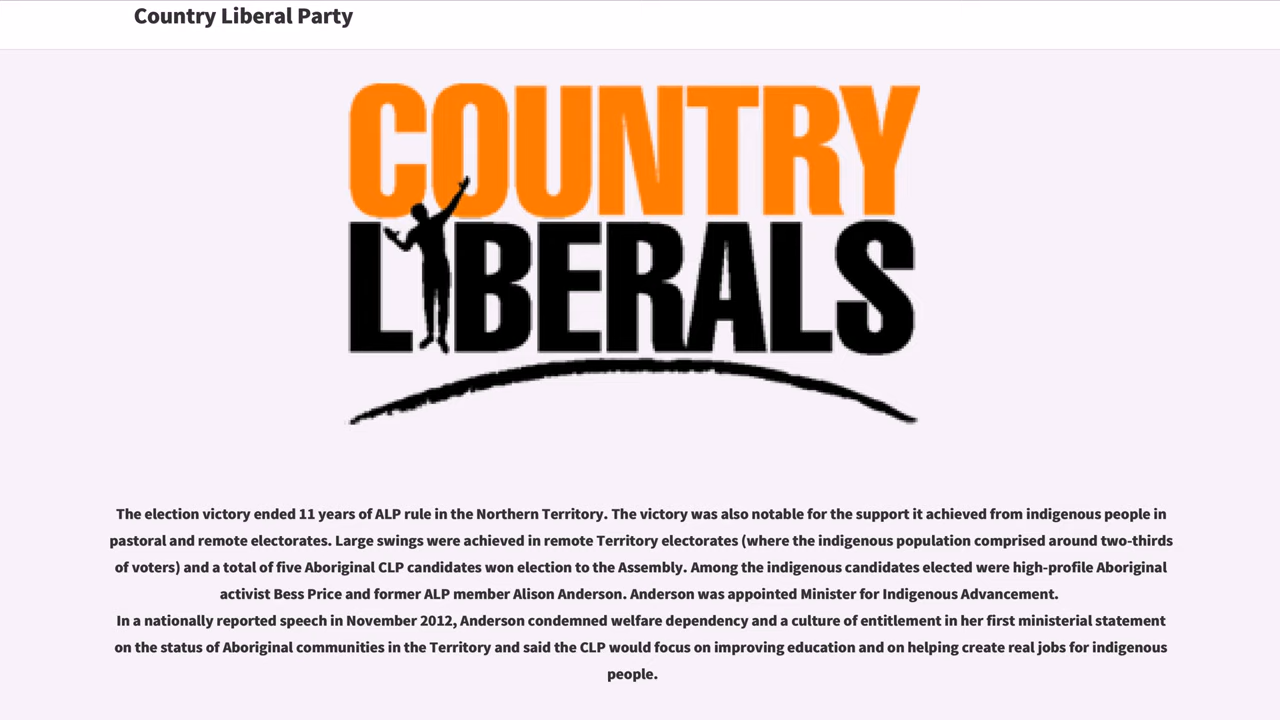 Country Liberal Party
COUNTRY
LIBERALS
The election victory ended 11 years of ALP rule in the Northern Territory. The victory was also notable for the support it achieved from indigenous people in
pastoral and remote electorates. Large swings were achieved in remote Territory electorates (where the indigenous population comprised around two-thirds
of voters) and a total of five Aboriginal CLP candidates won election to the Assembly. Among the indigenous candidates elected were high-profile Aboriginal
activist Bess Price and former ALP member Alison Anderson. Anderson was appointed Minister for Indigenous Advancement.
In a nationally reported speech in November 2012, Anderson condemned welfare dependency and a culture of entitlement in her first ministerial statement
on the status of Aboriginal communities in the Territory and said the CLP would focus on improving education and on helping create real jobs for indigenous
people.